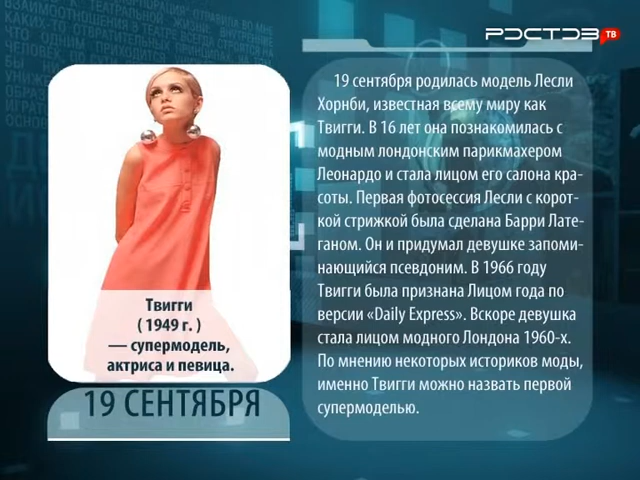 РОСТОВ ТВ
19 сентября родилась модель Лесли
Хорнби, известная всему миру как
Твигги. В 16 лет она познакомилась с
модным лондонским парикмахером
Леонардо и стала лицом его салона кра-
соты. Первая фотосессия Лесли с корот-
кой стрижкой была сделана Барри Лате-
ганом. Он и придумал девушке запоми-
нающийся псевдоним. В 1966 году
Твигги была признана Лицом года по
версии «Daily Express». Вскоре девушка
стала лицом модного Лондона 1960-х.
По мнению некоторых историков моды,
именно Твигги можно назвать первой
супермоделью.
Твигги
( 1949 г. )
— супермодель,
актриса и певица.
19 СЕНТЯБРЯ